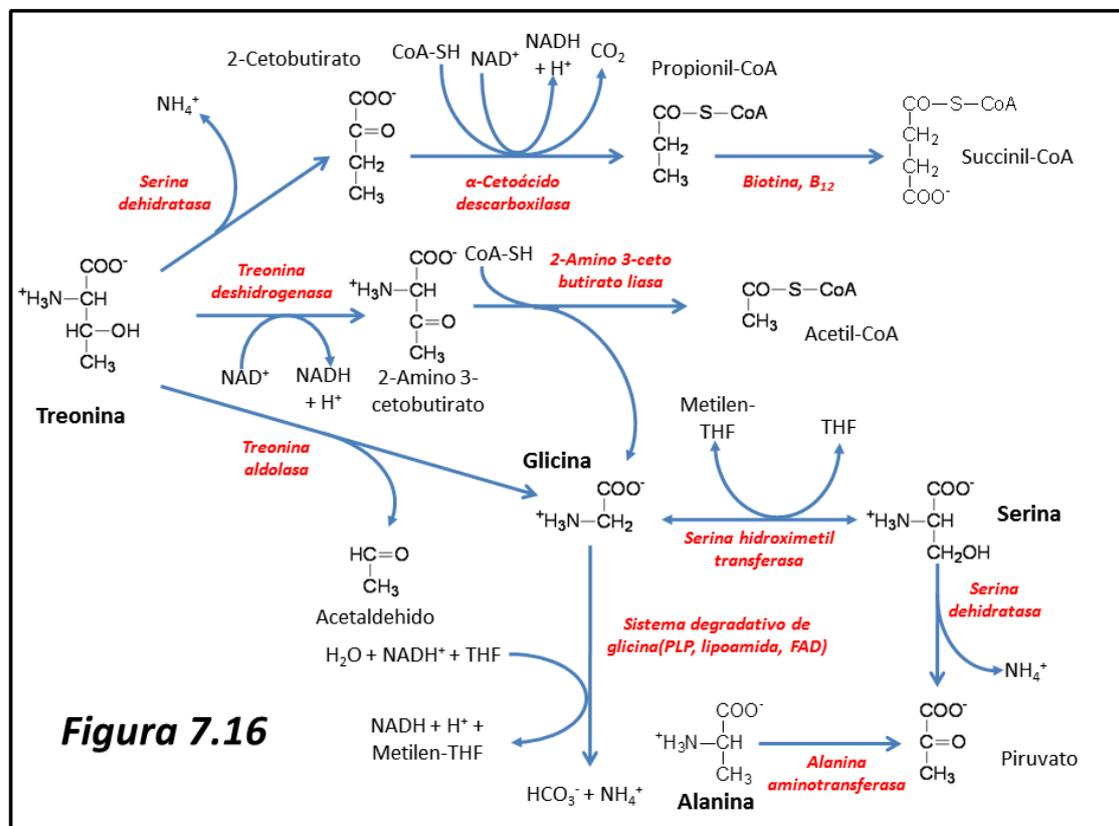 2-Cetobutirato
CoA-SH
NAD⁺
NADH
+ H⁺
CO₂
Propionil-CoA
NH₄⁺
COO⁻
C=O
CH₂
CH₃
CO—S—CoA
CH₂
CH₃
CO—S—CoA
CH₂
CH₂
COO⁻
Succinil-CoA
Serina
dehidratasa
α-Cetoácido
descarboxilasa
Biotina, B₁₂
COO⁻
⁺H₃N—CH
HC—OH
CH₃
Treonina
Treonina
deshidrogenasa
NAD⁺
NADH
+ H⁺
COO⁻
⁺H₃N—CH
C=O
CH₃
2-Amino 3-
cetobutirato
CoA-SH
2-Amino 3-ceto
butirato liasa
CO—S—CoA
CH₃
Acetil-CoA
Treonina
aldolasa
HC=O
CH₃
Acetaldehido
Glicina
COO⁻
⁺H₃N—CH₂
Metilen-
THF
THF
Serina hidroximetil
transferasa
COO⁻
⁺H₃N—CH
CH₂OH
Serina
Serina
dehidratasa
NH₄⁺
Sistema degradativo de
glicina(PLP, lipoamida, FAD)
H₂O + NADH⁺ + THF
NADH + H⁺ +
Metilen-THF
HCO₃⁻ + NH₄⁺
COO⁻
⁺H₃N—CH
CH₃
Alanina
Alanina
aminotransferasa
COO⁻
C=O
CH₃
Piruvato
Figura 7.16